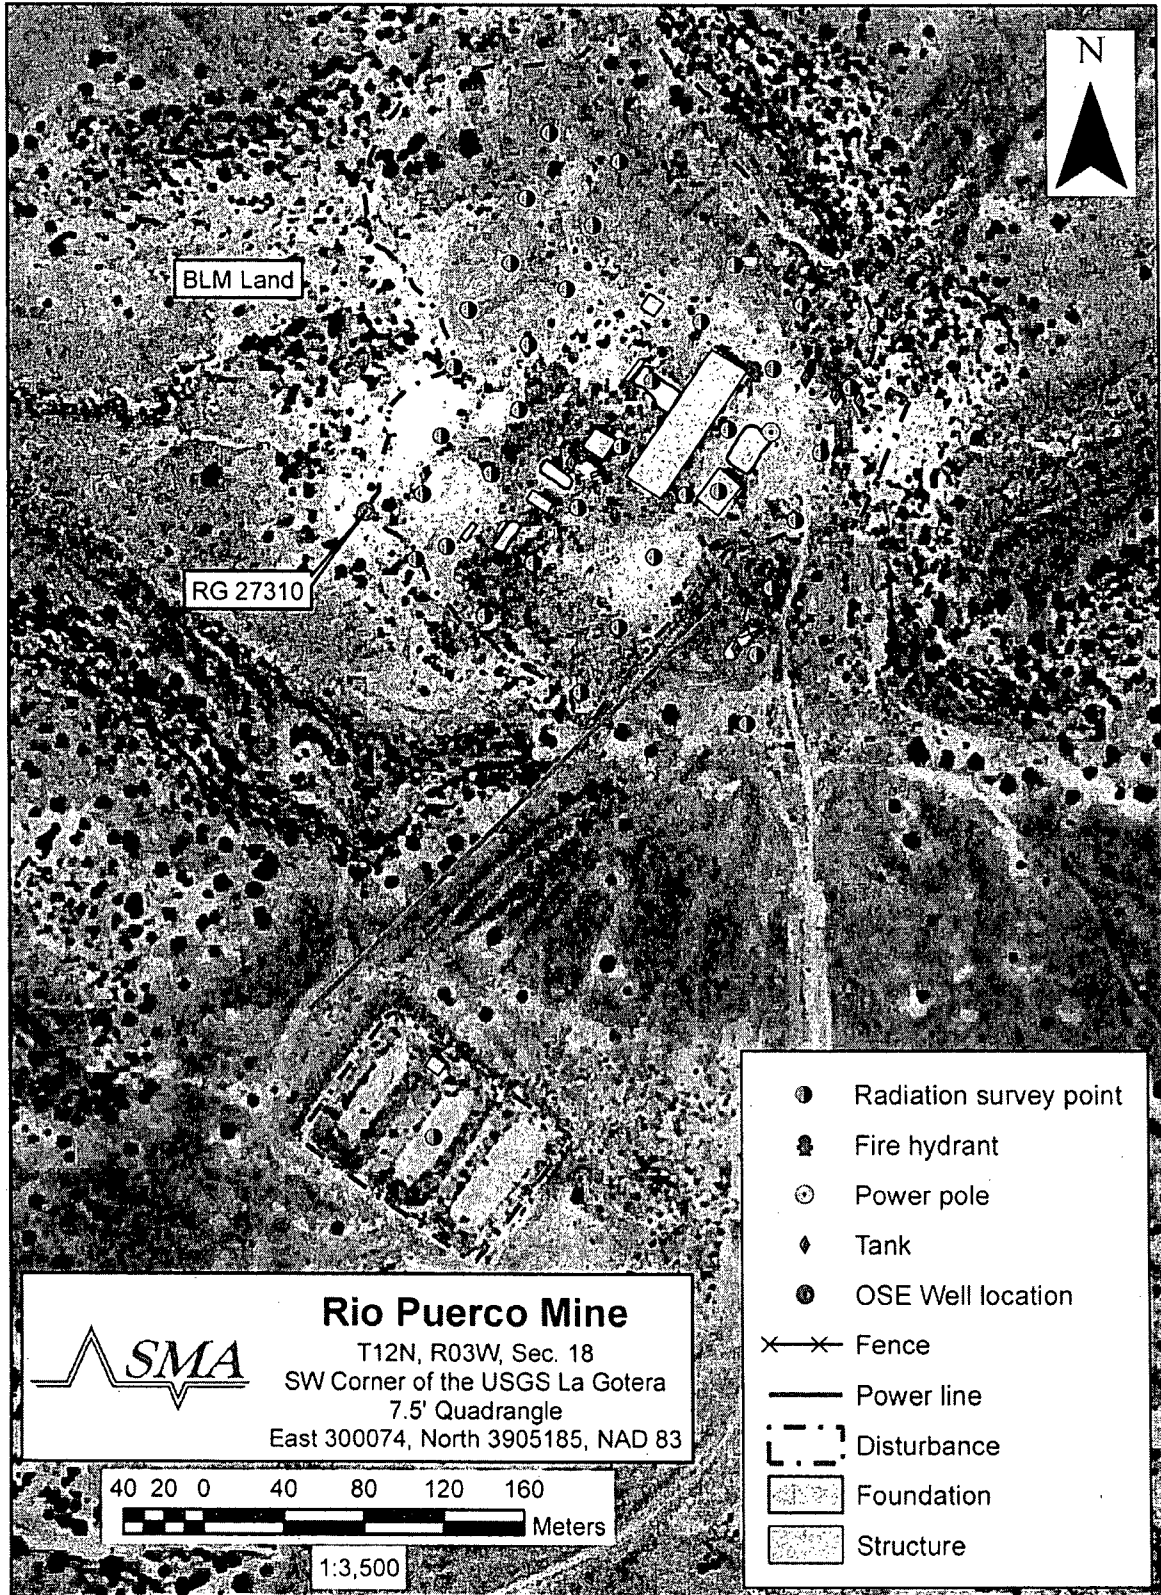 N
BLM Land
RG 27310
Radiation survey point
Fire hydrant
Power pole
Tank
OSE Well location
Fence
Power line
Disturbance
Foundation
Structure
SMA
Rio Puerco Mine
T12N, R03W, Sec. 18
SW Corner of the USGS La Gotera
7.5' Quadrangle
East 300074, North 3905185, NAD 83
40 20 0 40 80 120 160
Meters
1:3,500